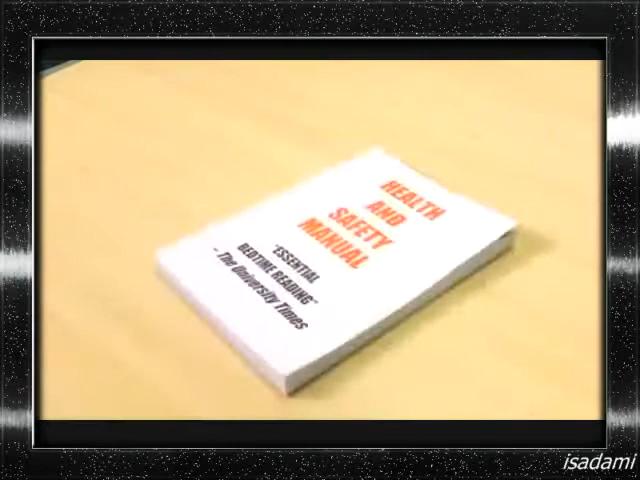 HEALTH
AND
SAFETY
MANUAL
"ESSENTIAL
BEDTIME READING"
- The University Times
isadami